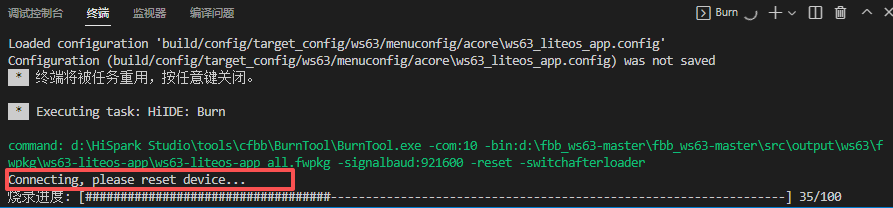 调试控制台 终端 监视器 编译问题 Burn
Loaded configuration 'build/config/target_config/ws63/menuconfig/acore\ws63_liteos_app.config'
Configuration (build/config/target_config/ws63/menuconfig/acore\ws63_liteos_app.config) was not saved
* 终端将被任务重用，按任意键关闭。
* Executing task: HiIDE: Burn
command: d:\HiSpark Studio\tools\cfbb\BurnTool\BurnTool.exe -com:10 -bin:d:\fbb_ws63-master\fbb_ws63-master\src\output\ws63\f
wpkg\ws63-liteos-app\ws63-liteos-app_all.fwpkg -signalbaud:921600 -reset -switchafterloader
Connecting, please reset device...
烧录进度: [###################################-----------------------------------------------------------------] 35/100